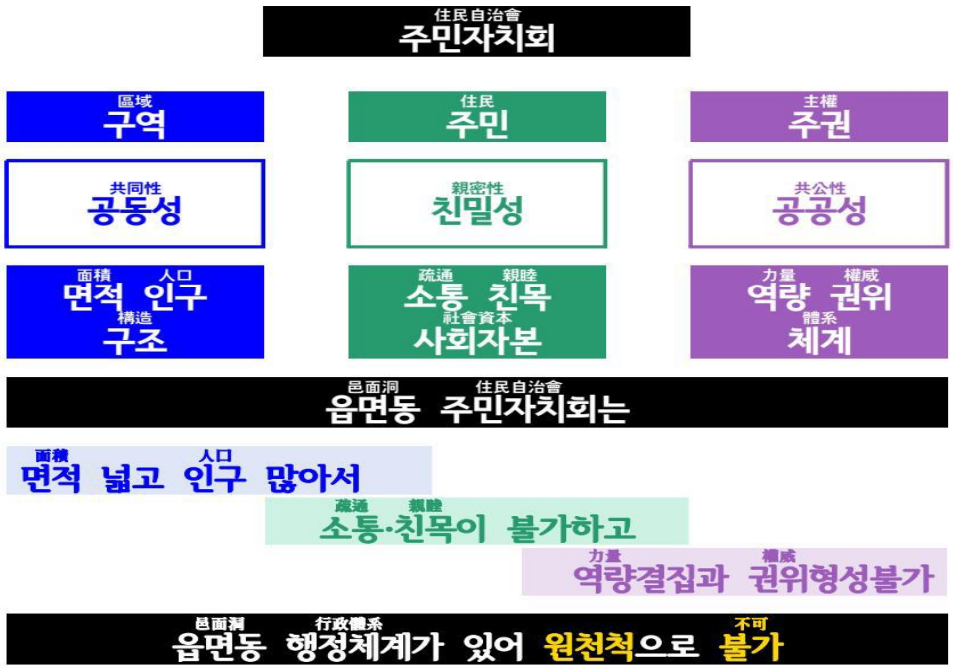 住民自治會
주민자치회
區域 住民 主權
구역 주민 주권
共同性 親密性 共公性
공동성 친밀성 공공성
面積 人口 疏通 親睦 力量 權威
면적 인구 소통 친목 역량 권위
構造 社會資本 體系
구조 사회자본 체계
邑面洞 住民自治會
읍면동 주민자치회는
面積 人口
면적 넓고 인구 많아서
疏通 親睦
소통·친목이 불가하고
力量 權威
역량결집과 권위형성불가
邑面洞 行政體系 不可
읍면동 행정체계가 있어 원천척으로 불가